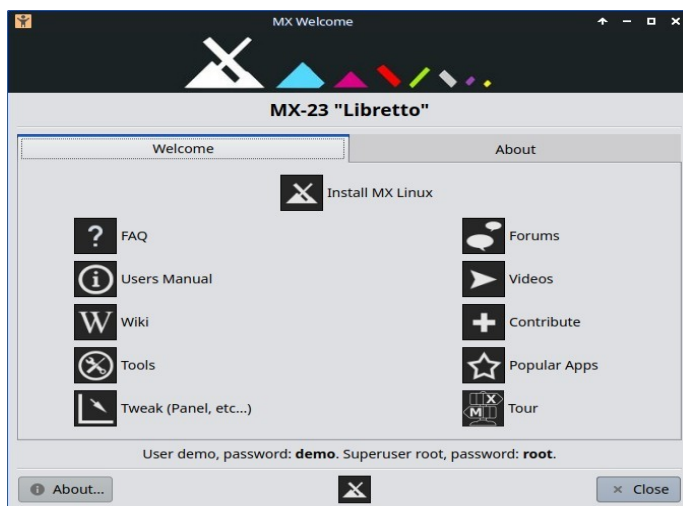 MX Welcome
MX-23 "Libretto"
Welcome About
Install MX Linux
? FAQ Forums
i Users Manual Videos
W Wiki Contribute
Tools Popular Apps
Tweak (Panel, etc...) X M Tour
User demo, password: demo. Superuser root, password: root.
i About... × Close